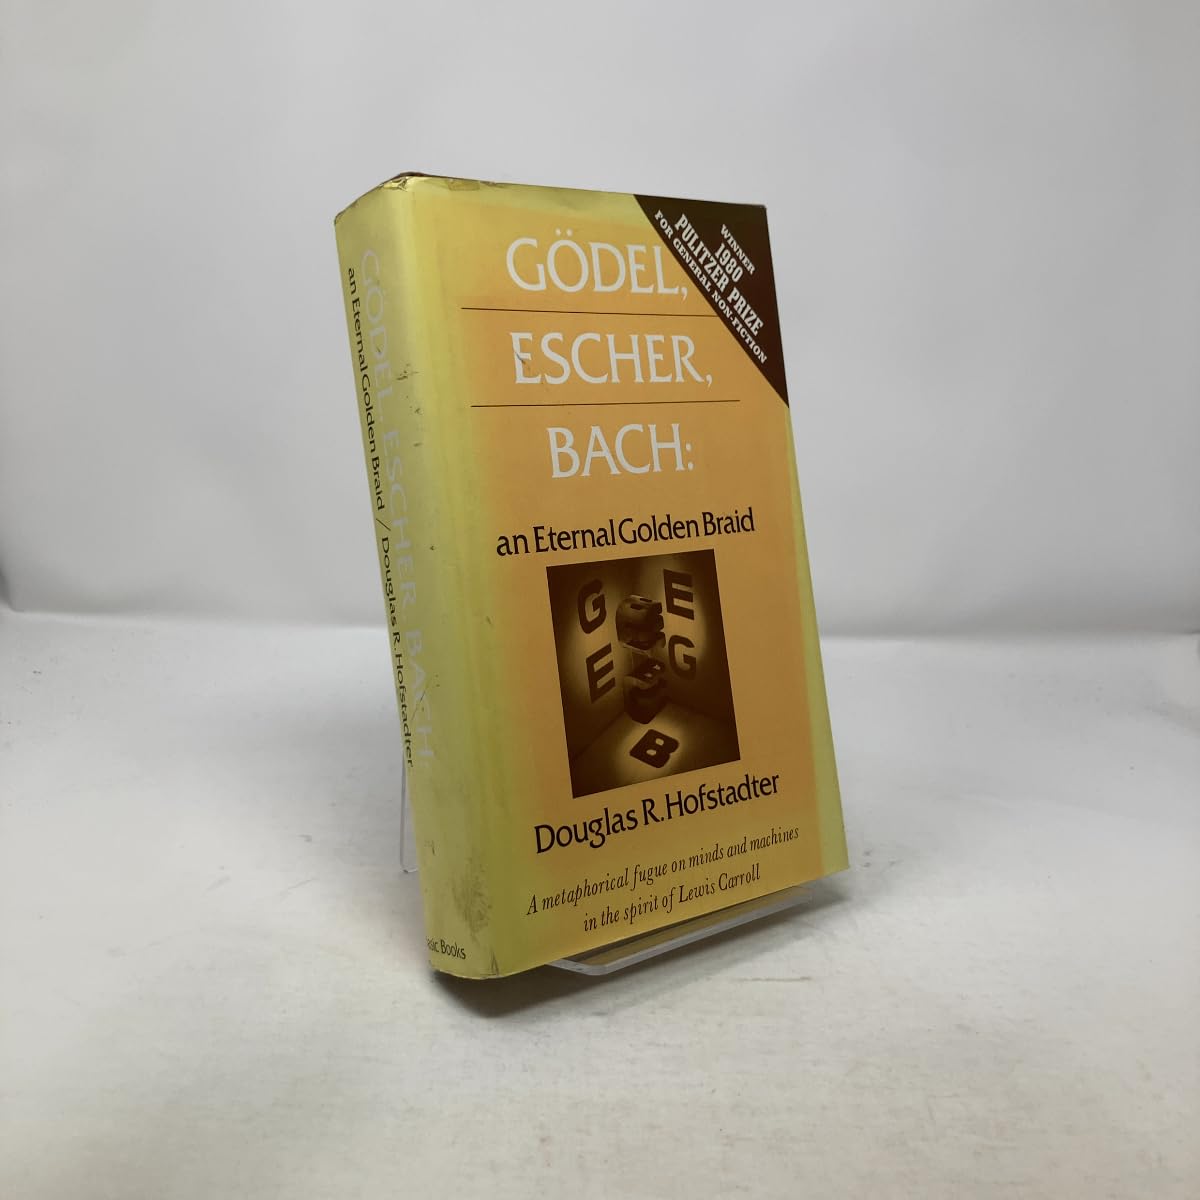 GÖDEL,
ESCHER,
BACH:
an Eternal Golden Braid
WINNER
1980
PULITZER PRIZE
FOR GENERAL NON-FICTION
G
E
E
G
B
Douglas R. Hofstadter
A metaphorical fugue on minds and machines
in the spirit of Lewis Carroll
GÖDEL, ESCHER, BACH:
an Eternal Golden Braid / Douglas R. Hofstadter
Books